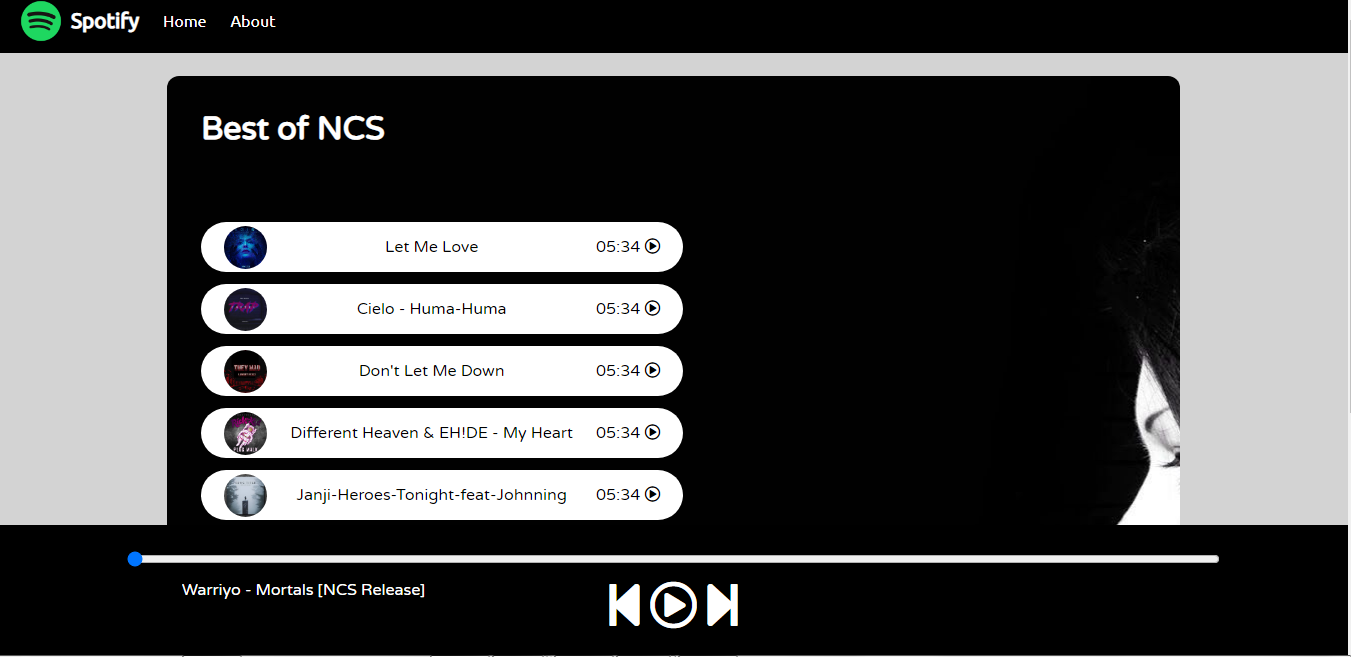 Spotify Home About
Best of NCS
Let Me Love 05:34
Cielo - Huma-Huma 05:34
Don't Let Me Down 05:34
THEY MAD
Different Heaven & EH!DE - My Heart 05:34
Janji-Heroes-Tonight-feat-Johnning 05:34
Warriyo - Mortals [NCS Release]